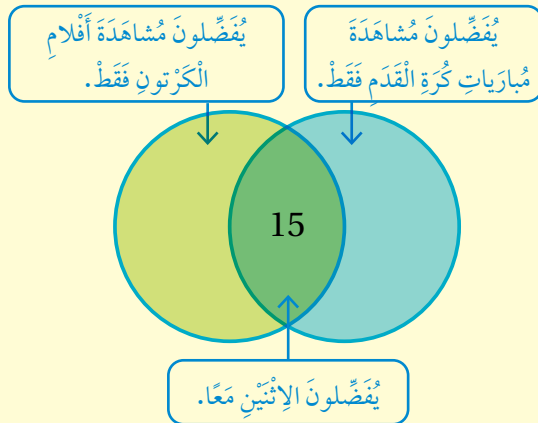 يُفَضِّلونَ مُشاهَدَةَ
مُبارَياتِ كُرَةِ الْقَدَمِ فَقَطْ.
يُفَضِّلونَ مُشاهَدَةَ أَفْلامِ
الْكَرْتونِ فَقَطْ.
15
يُفَضِّلونَ الِاثْنَيْنِ مَعًا.